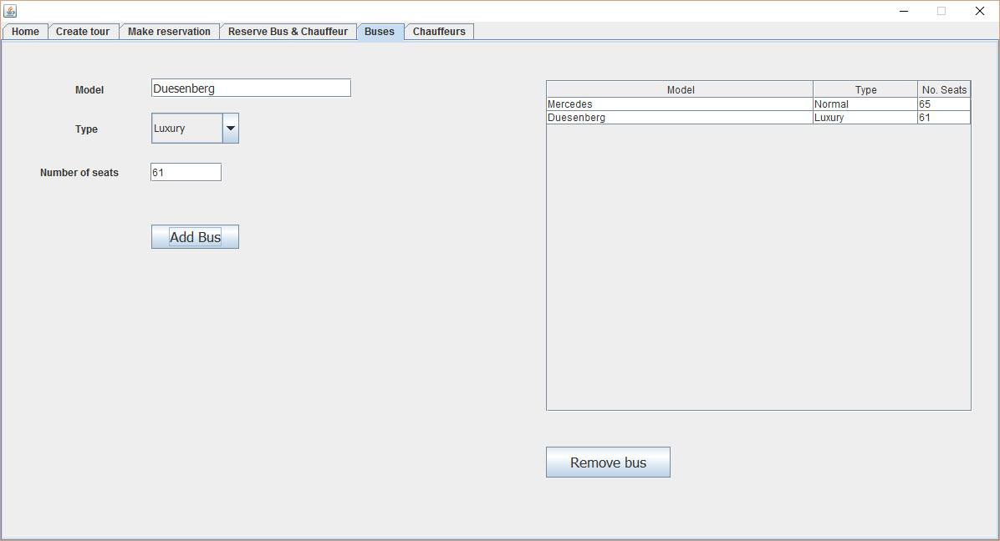 Home Create tour Make reservation Reserve Bus & Chauffeur Buses Chauffeurs
Model Duesenberg
Type Luxury
Number of seats 61
Add Bus
Model Type No. Seats
Mercedes Normal 65
Duesenberg Luxury 61
Remove bus